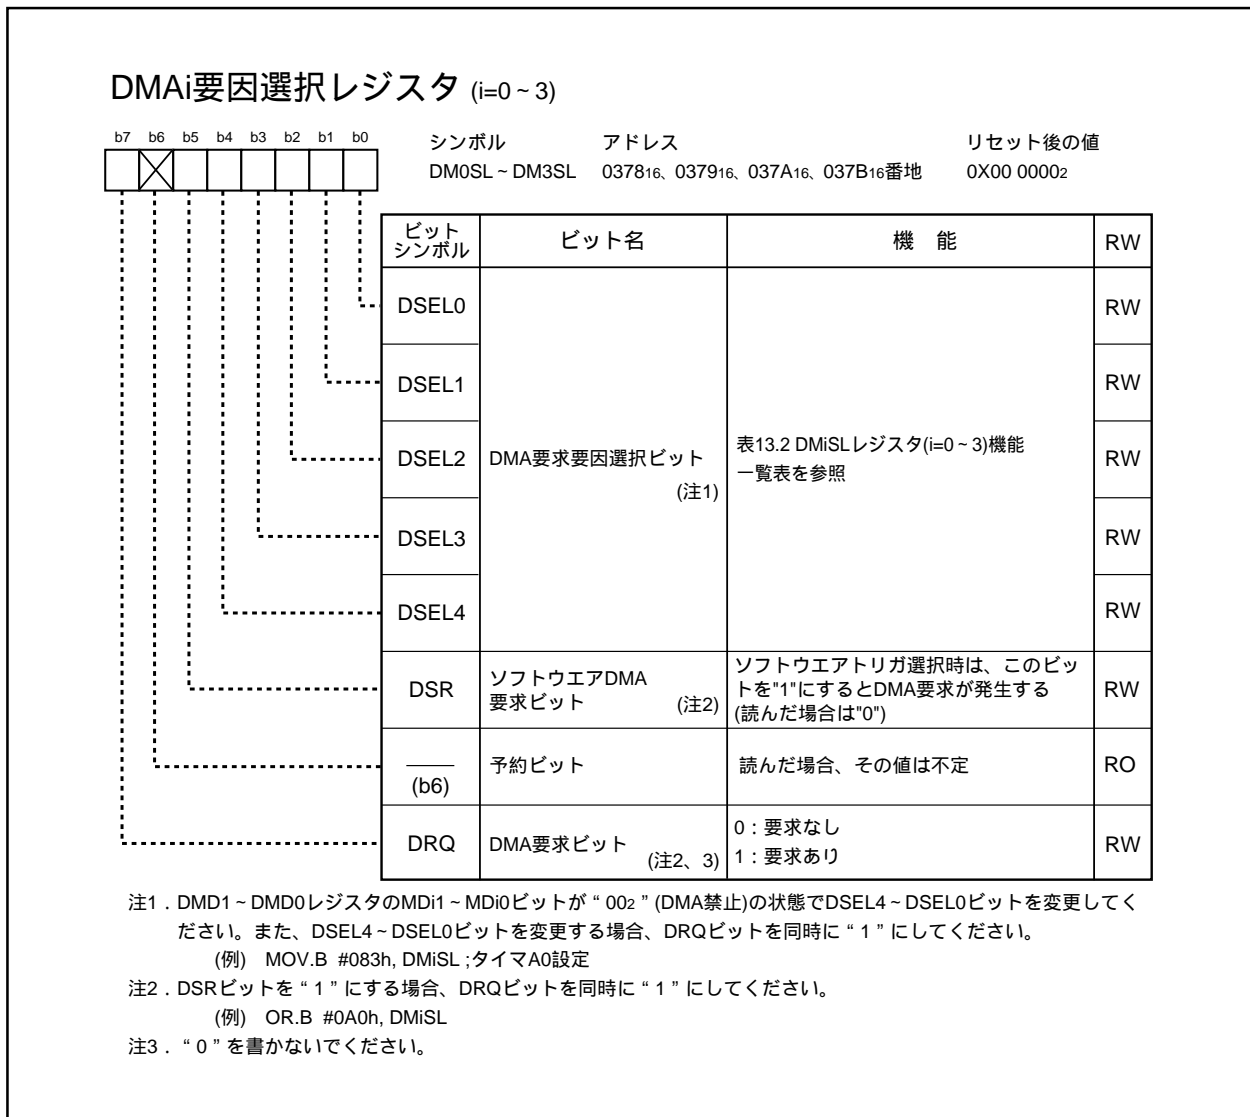 DMAi要因選択レジスタ (i=0~3)
b7 b6 b5 b4 b3 b2 b1 b0
シンボル アドレス リセット後の値
DM0SL~DM3SL 037816、037916、037A16、037B16番地 0X00 00002
ビットシンボル ビット名 機 能 RW
DSEL0 RW
DSEL1 RW
DSEL2 DMA要求要因選択ビット (注1) 表13.2 DMiSLレジスタ(i=0~3)機能 RW
一覧表を参照
DSEL3 RW
DSEL4 RW
DSR ソフトウエアDMA要求ビット (注2) ソフトウエアトリガ選択時は、このビットを"1"にするとDMA要求が発生する RW
(読んだ場合は"0")
(b6) 予約ビット 読んだ場合、その値は不定 RO
DRQ DMA要求ビット (注2、3) 0:要求なし RW
1:要求あり
注1.DMD1~DMD0レジスタのMDi1~MDi0ビットが“002”(DMA禁止)の状態でDSEL4~DSEL0ビットを変更してく
ださい。また、DSEL4~DSEL0ビットを変更する場合、DRQビットを同時に“1”にしてください。
(例) MOV.B #083h, DMiSL ;タイマA0設定
注2.DSRビットを“1”にする場合、DRQビットを同時に“1”にしてください。
(例) OR.B #0A0h, DMiSL
注3.“0”を書かないでください。